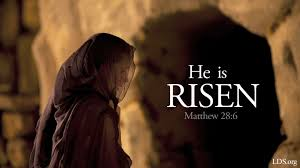 He is
RISEN
Matthew 28:6
LDS.org